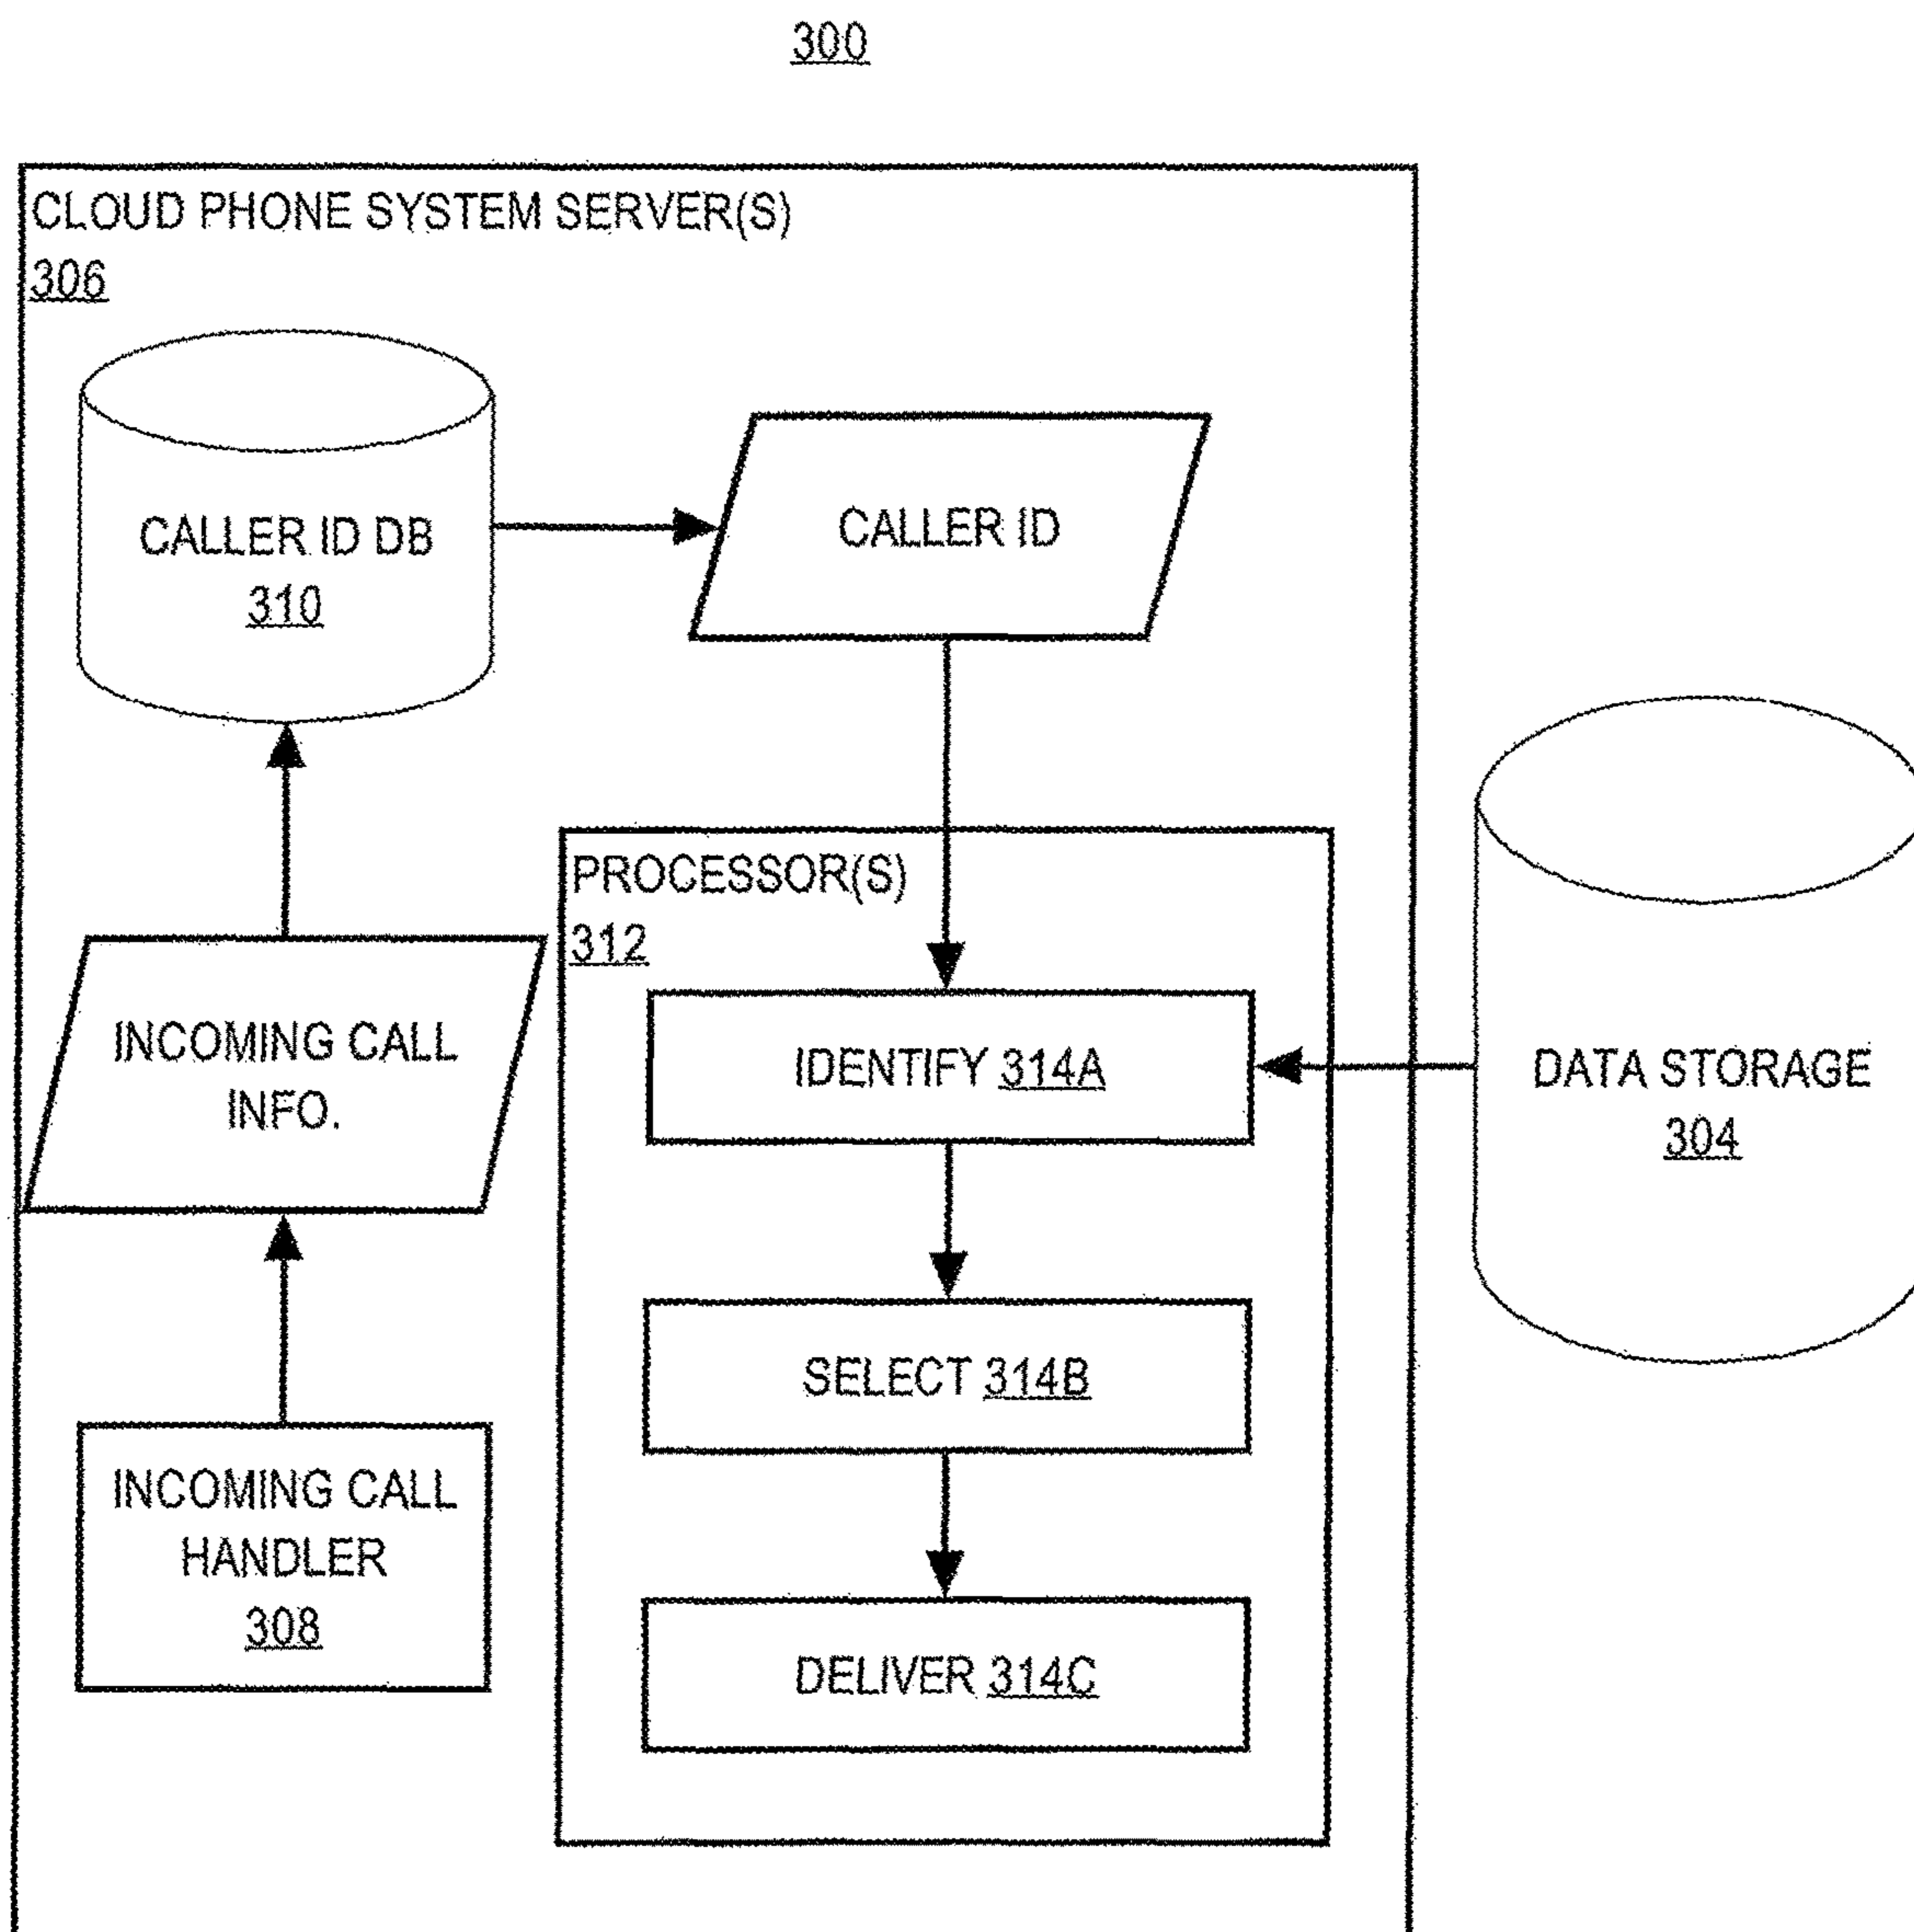 300
CLOUD PHONE SYSTEM SERVER(S)
306
CALLER ID DB
310
CALLER ID
PROCESSOR(S)
312
INCOMING CALL
INFO.
IDENTIFY 314A
DATA STORAGE
304
SELECT 314B
INCOMING CALL
HANDLER
308
DELIVER 314C